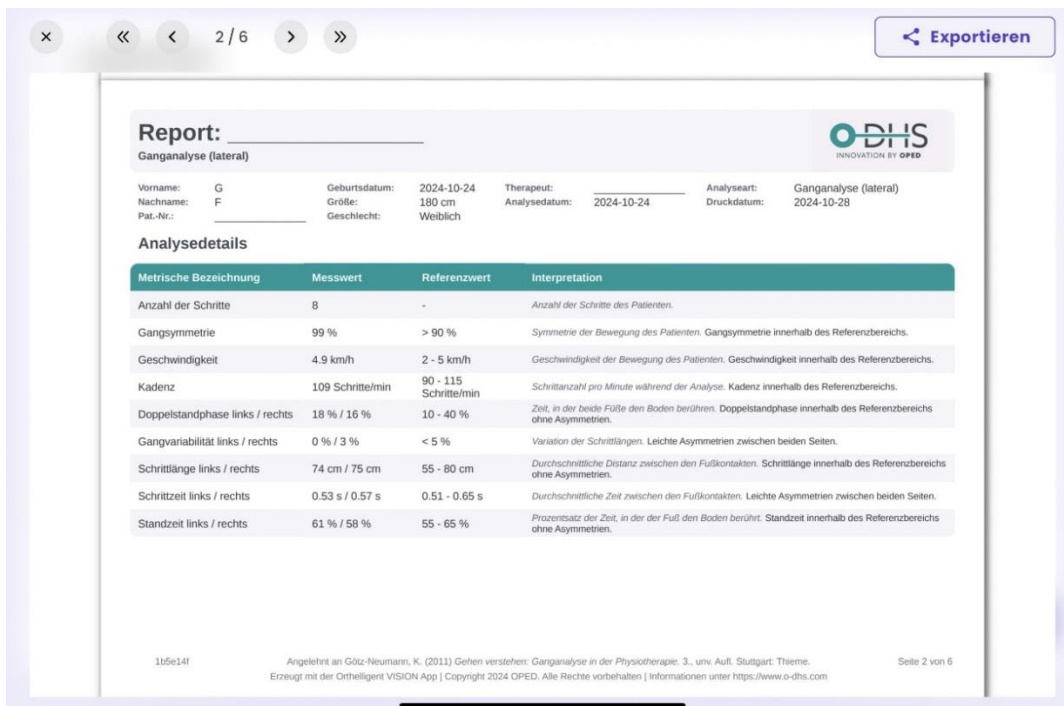 2 / 6
Exportieren
Report: 
O-DHS
INNOVATION BY OPED
Ganganalyse (lateral)
Vorname: G Geburtsdatum: 2024-10-24 Therapeut: Analyseart: Ganganalyse (lateral)
Nachname: F Größe: 180 cm Analysedatum: 2024-10-24 Druckdatum: 2024-10-28
Pat.-Nr.: Geschlecht: Weiblich
Analysedetails
Metrische Bezeichnung Messwert Referenzwert Interpretation
Anzahl der Schritte 8 - Anzahl der Schritte des Patienten.
Gangsymmetrie 99 % > 90 % Symmetrie der Bewegung des Patienten. Gangsymmetrie innerhalb des Referenzbereichs.
Geschwindigkeit 4.9 km/h 2 - 5 km/h Geschwindigkeit der Bewegung des Patienten. Geschwindigkeit innerhalb des Referenzbereichs.
Kadenz 109 Schritte/min 90 - 115 Schritte/min Schrittanzahl pro Minute während der Analyse. Kadenz innerhalb des Referenzbereichs.
Doppelstandphase links / rechts 18 % / 16 % 10 - 40 % Zeit, in der beide Füße den Boden berühren. Doppelstandphase innerhalb des Referenzbereichs
ohne Asymmetrien.
Gangvariabilität links / rechts 0 % / 3 % < 5 % Variation der Schrittlängen. Leichte Asymmetrien zwischen beiden Seiten.
Schrittlänge links / rechts 74 cm / 75 cm 55 - 80 cm Durchschnittliche Distanz zwischen den Fußkontakten. Schrittlänge innerhalb des Referenzbereichs
ohne Asymmetrien.
Schrittzeit links / rechts 0.53 s / 0.57 s 0.51 - 0.65 s Durchschnittliche Zeit zwischen den Fußkontakten. Leichte Asymmetrien zwischen beiden Seiten.
Standzeit links / rechts 61 % / 58 % 55 - 65 % Prozentsatz der Zeit, in der der Fuß den Boden berührt. Standzeit innerhalb des Referenzbereichs
ohne Asymmetrien.
1b5e14f Angelehnt an Götz-Neumann, K. (2011) Gehen verstehen: Ganganalyse in der Physiotherapie. 3., unv. Aufl. Stuttgart: Thieme. Seite 2 von 6
Erzeugt mit der Orthelligent VISION App | Copyright 2024 OPED. Alle Rechte vorbehalten | Informationen unter https://www.o-dhs.com